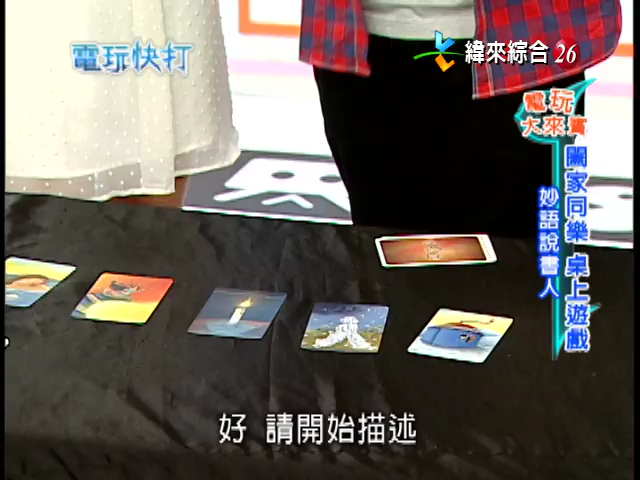 電玩快打
緯來綜合 26
電玩
大來賓
闔家同樂 桌上遊戲
妙語說書人
好 請開始描述